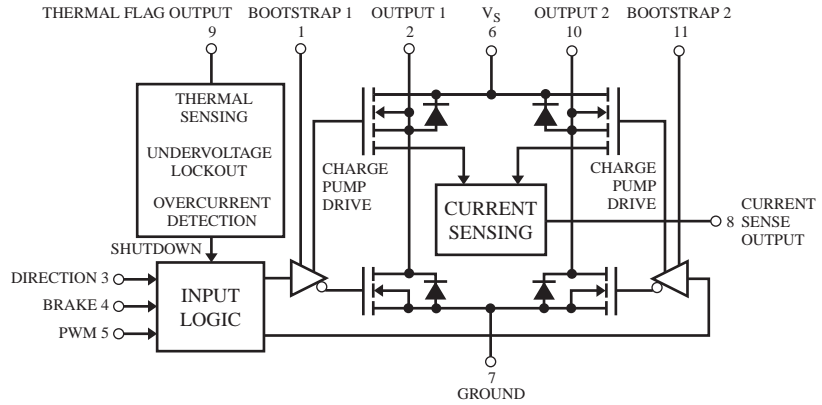 THERMAL FLAG OUTPUT
9
BOOTSTRAP 1
1
OUTPUT 1
2
VS
6
OUTPUT 2
10
BOOTSTRAP 2
11
THERMAL
SENSING
UNDERVOLTAGE
LOCKOUT
OVERCURRENT
DETECTION
SHUTDOWN
CHARGE
PUMP
DRIVE
CURRENT
SENSING
CHARGE
PUMP
DRIVE
8 CURRENT
SENSE
OUTPUT
DIRECTION 3
BRAKE 4
PWM 5
INPUT
LOGIC
7
GROUND